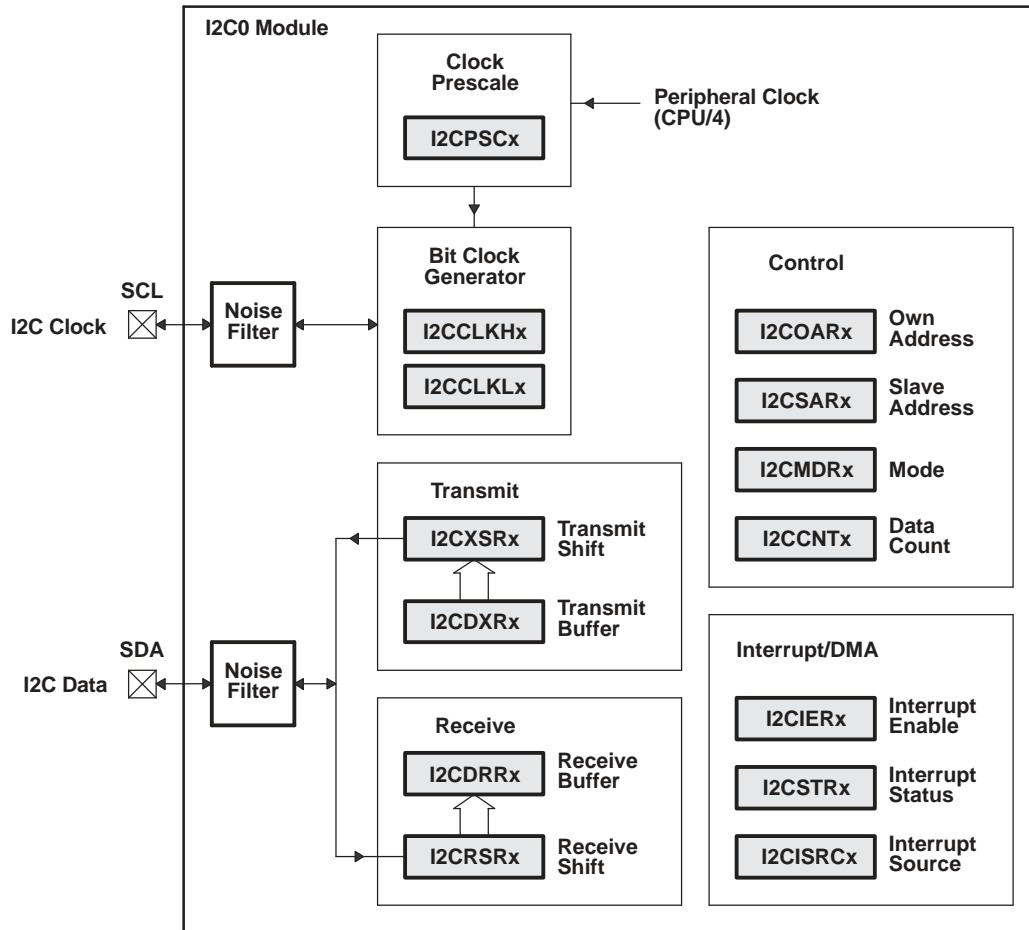 I2C0 Module
Clock
Prescale
I2CPSCx
Peripheral Clock
(CPU/4)
Bit Clock
Generator
I2CCLKHx
I2CCLKLx
SCL
I2C Clock
Noise
Filter
Control
I2COARx
Own
Address
I2CSARx
Slave
Address
I2CMDRx
Mode
I2CCNTx
Data
Count
Transmit
I2CXSRx
Transmit
Shift
I2CDXRx
Transmit
Buffer
SDA
I2C Data
Noise
Filter
Receive
I2CDRRx
Receive
Buffer
I2CRSRx
Receive
Shift
Interrupt/DMA
I2CIERx
Interrupt
Enable
I2CSTRx
Interrupt
Status
I2CISRCx
Interrupt
Source